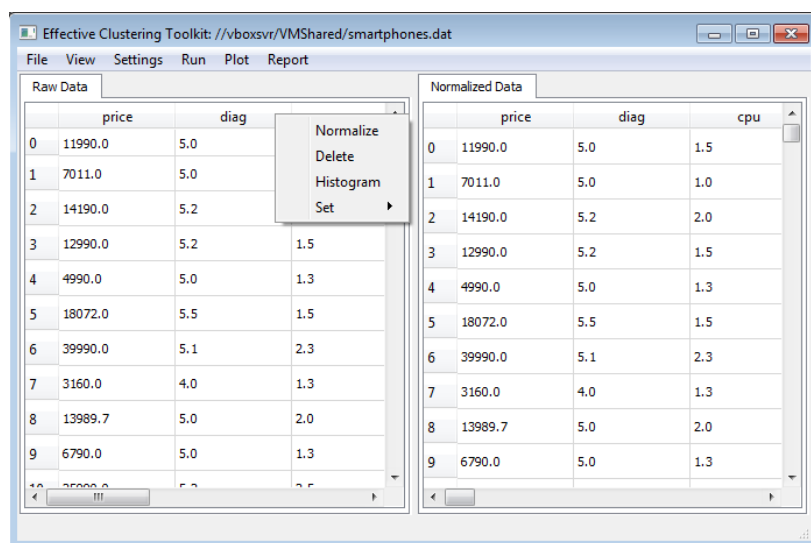 Effective Clustering Toolkit: //vboxsvr/VMShared/smartphones.dat
File View Settings Run Plot Report
Raw Data
price diag
0 11990.0 5.0
1 7011.0 5.0
2 14190.0 5.2
3 12990.0 5.2 1.5
4 4990.0 5.0 1.3
5 18072.0 5.5 1.5
6 39990.0 5.1 2.3
7 3160.0 4.0 1.3
8 13989.7 5.0 2.0
9 6790.0 5.0 1.3
Normalize
Delete
Histogram
Set
Normalized Data
price diag cpu
0 11990.0 5.0 1.5
1 7011.0 5.0 1.0
2 14190.0 5.2 2.0
3 12990.0 5.2 1.5
4 4990.0 5.0 1.3
5 18072.0 5.5 1.5
6 39990.0 5.1 2.3
7 3160.0 4.0 1.3
8 13989.7 5.0 2.0
9 6790.0 5.0 1.3